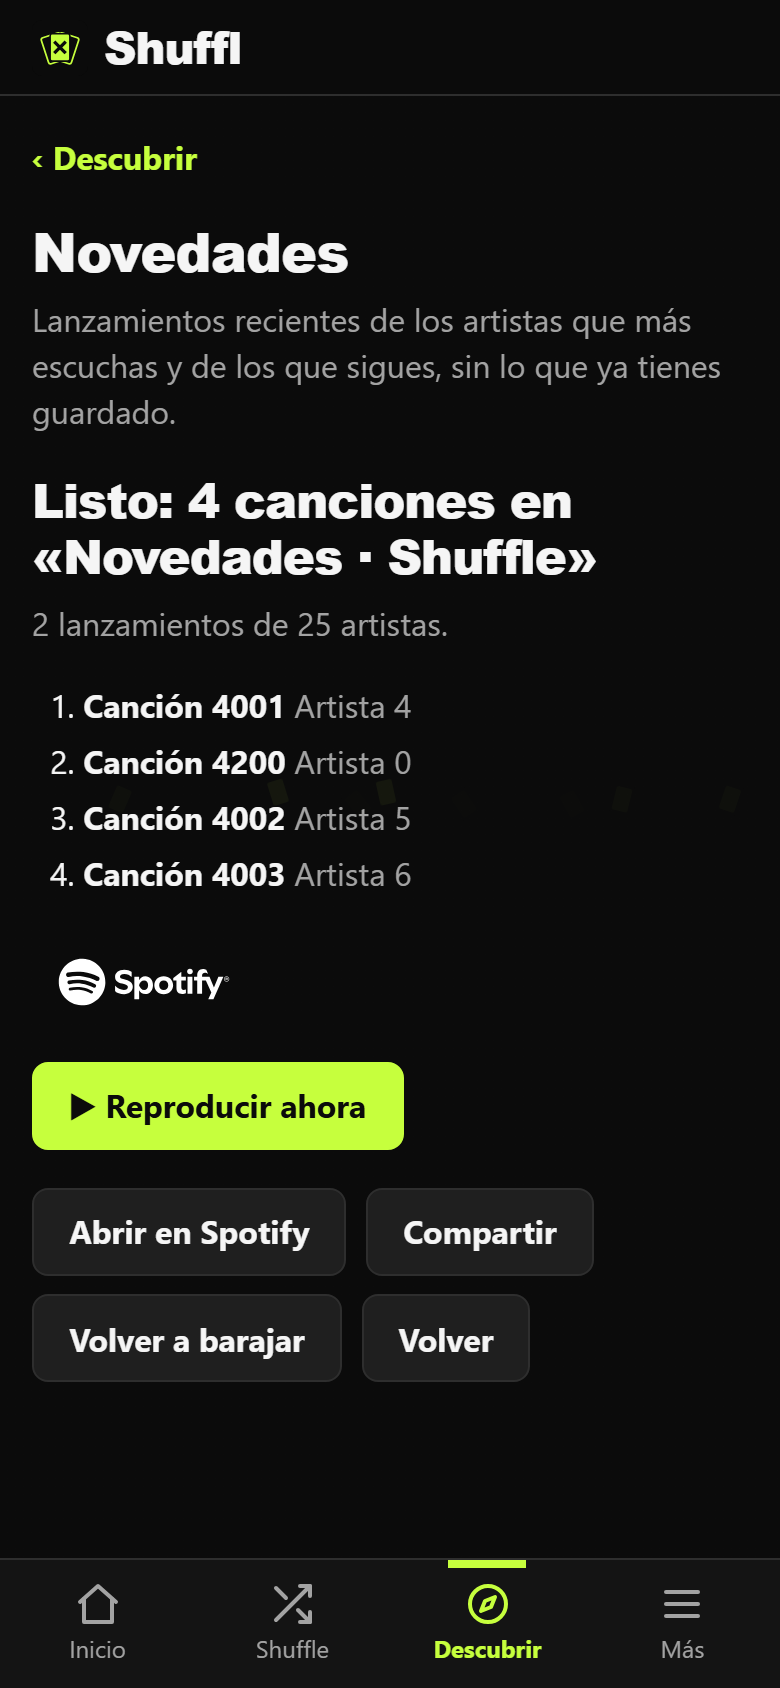 Shuffl
‹ Descubrir
Novedades
Lanzamientos recientes de los artistas que más
escuchas y de los que sigues, sin lo que ya tienes
guardado.
Listo: 4 canciones en
«Novedades · Shuffle»
2 lanzamientos de 25 artistas.
1. Canción 4001 Artista 4
2. Canción 4200 Artista 0
3. Canción 4002 Artista 5
4. Canción 4003 Artista 6
Spotify®
▶ Reproducir ahora
Abrir en Spotify Compartir
Volver a barajar Volver
Inicio Shuffle Descubrir Más